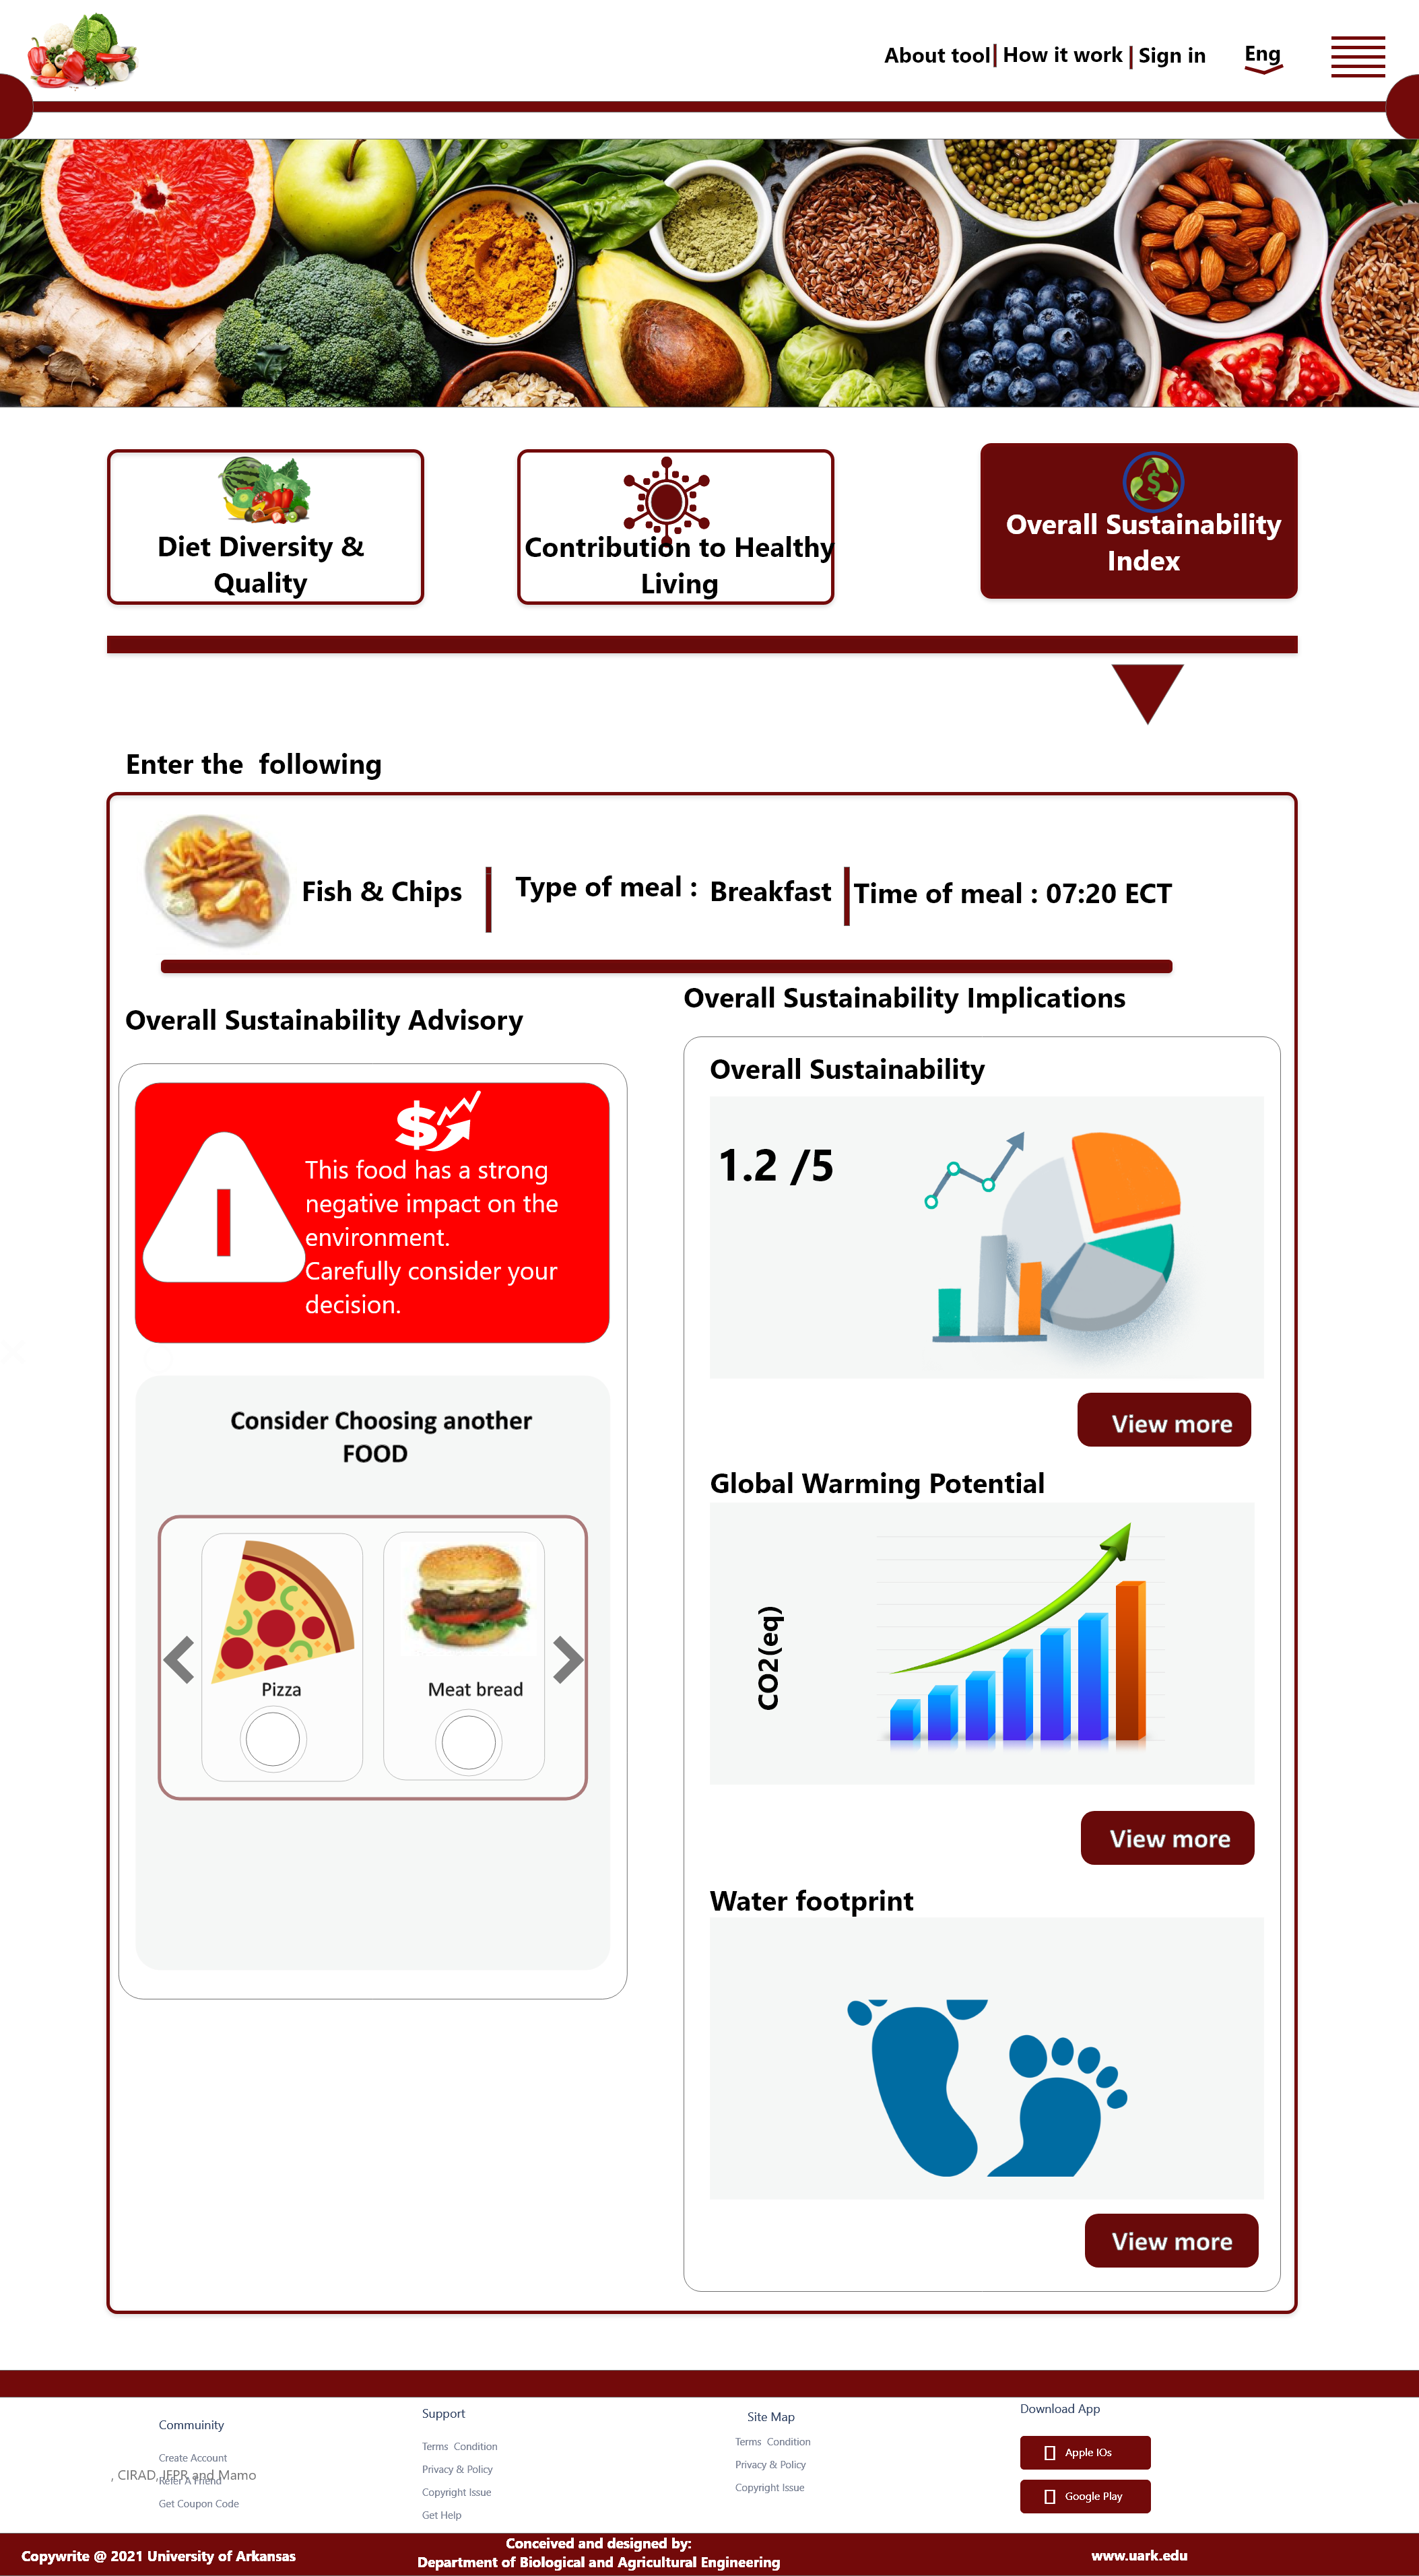 About tool
How it work
Sign in
Eng
Diet Diversity &
Quality
Contribution to Healthy
Living
Overall Sustainability
Index
Enter the  following
Fish & Chips
Type of meal :
Breakfast
Time of meal : 07:20 ECT
Overall Sustainability Advisory
This food has a strong
negative impact on the
environment.
Carefully consider your
decision.
Consider Choosing another
FOOD
Pizza
Meat bread
Overall Sustainability Implications
Overall Sustainability
1.2 /5
View more
Global Warming Potential
CO2(eq)
View more
Water footprint
View more
Commuinity
Create Account
, CIRAD, IFPR and Mamo
Refer A Friend
Get Coupon Code
Support
Terms  Condition
Privacy & Policy
Copyright Issue
Get Help
Site Map
Terms  Condition
Privacy & Policy
Copyright Issue
Download App
Apple IOs
Google Play
Copywrite @ 2021 University of Arkansas
Conceived and designed by:
Department of Biological and Agricultural Engineering
www.uark.edu